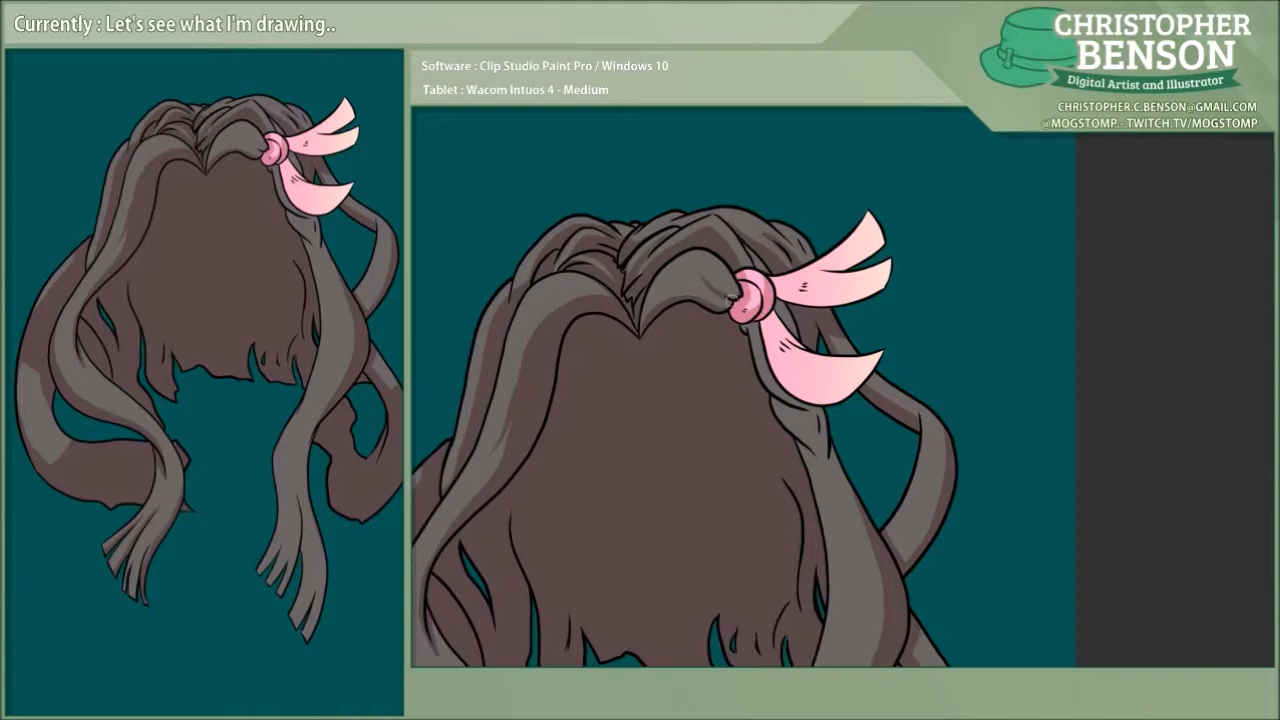 Currently : Let's see what I'm drawing..
CHRISTOPHER
BENSON
Digital Artist and Illustrator
CHRISTOPHER.C.BENSON@GMAIL.COM
@MOGSTOMP - TWITCH.TV/MOGSTOMP
Software : Clip Studio Paint Pro / Windows 10
Tablet : Wacom Intuos 4 - Medium